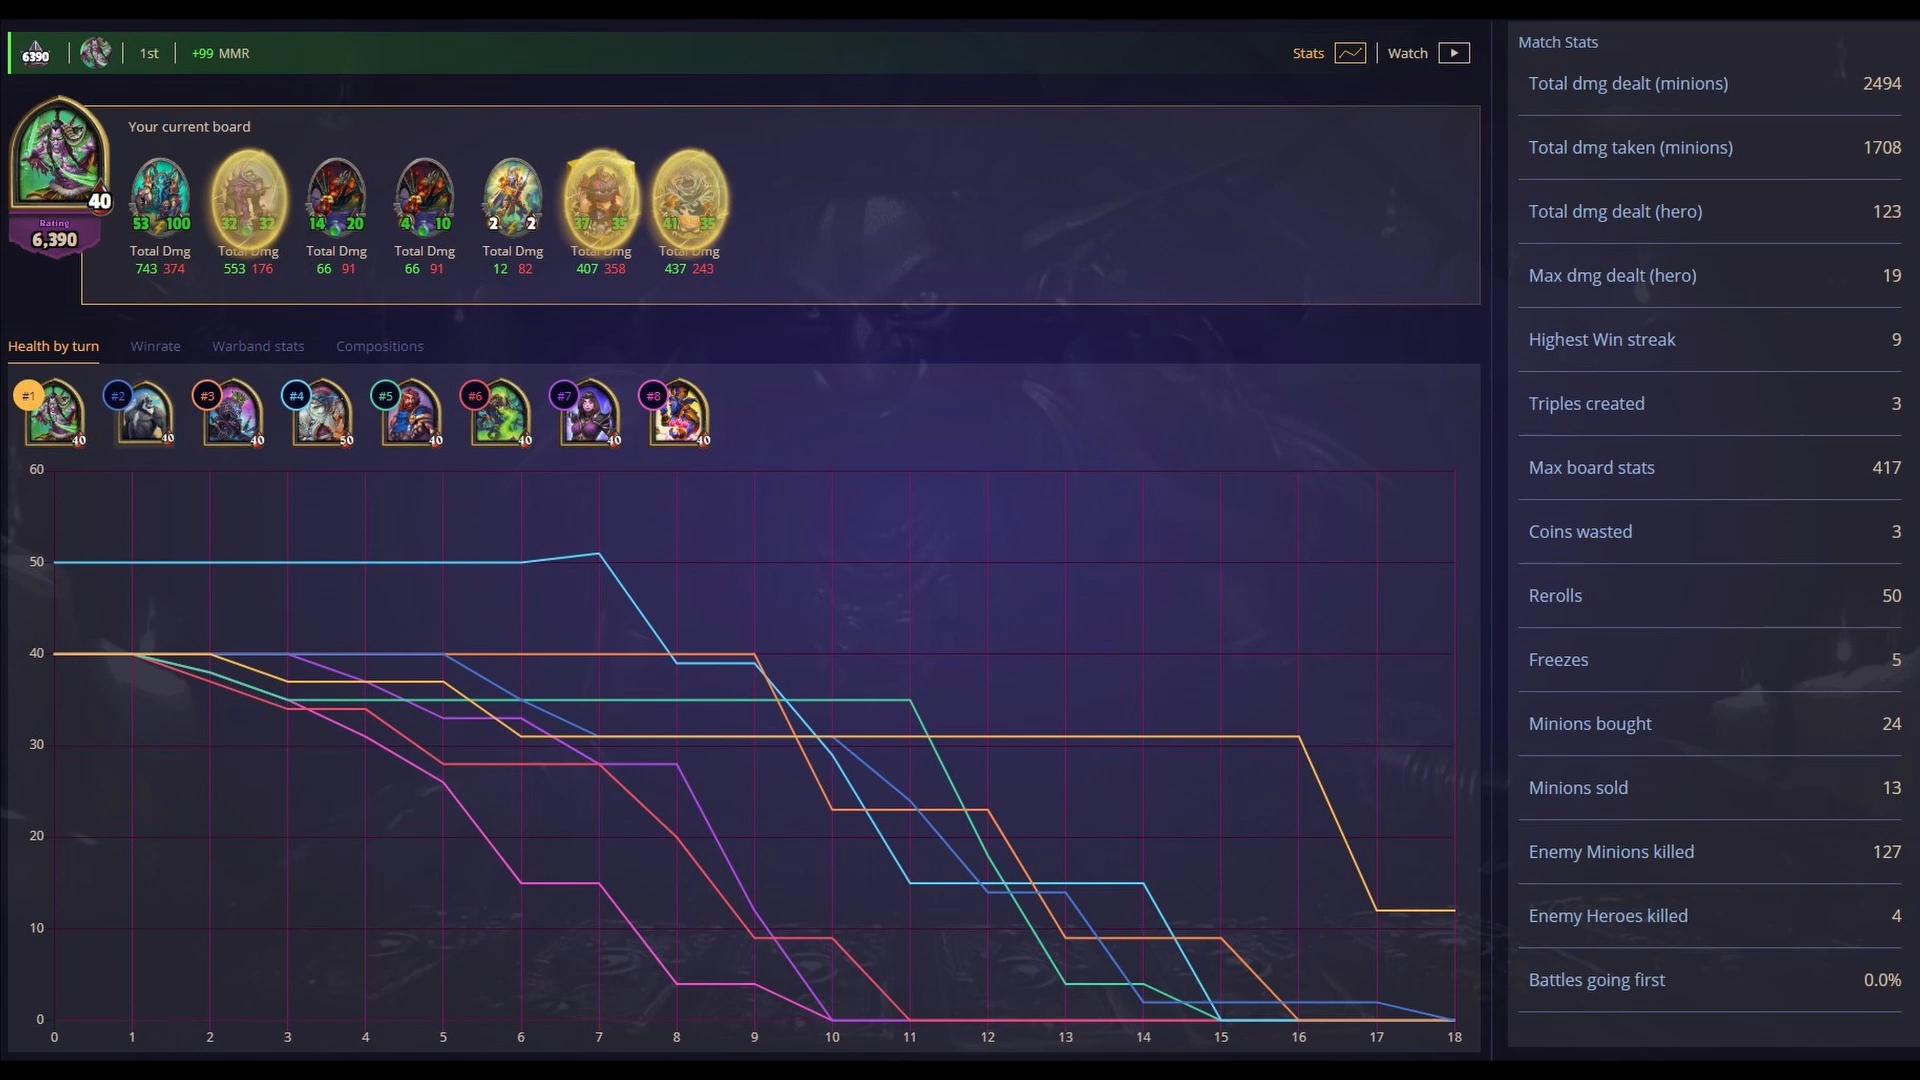 6390 1st +99 MMR Stats Watch
Your current board
40
Rating
6,390
53 100 32 32 14 20 4 10 2 2 37 35 41 35
Total Dmg Total Dmg Total Dmg Total Dmg Total Dmg Total Dmg Total Dmg
743 374 553 176 66 91 66 91 12 82 407 358 437 243
Health by turn Winrate Warband stats Compositions
#1 #2 #3 #4 #5 #6 #7 #8
40 40 40 50 40 40 40 40
60
50
40
30
20
10
0
0 1 2 3 4 5 6 7 8 9 10 11 12 13 14 15 16 17 18
Match Stats
Total dmg dealt (minions) 2494
Total dmg taken (minions) 1708
Total dmg dealt (hero) 123
Max dmg dealt (hero) 19
Highest Win streak 9
Triples created 3
Max board stats 417
Coins wasted 3
Rerolls 50
Freezes 5
Minions bought 24
Minions sold 13
Enemy Minions killed 127
Enemy Heroes killed 4
Battles going first 0.0%